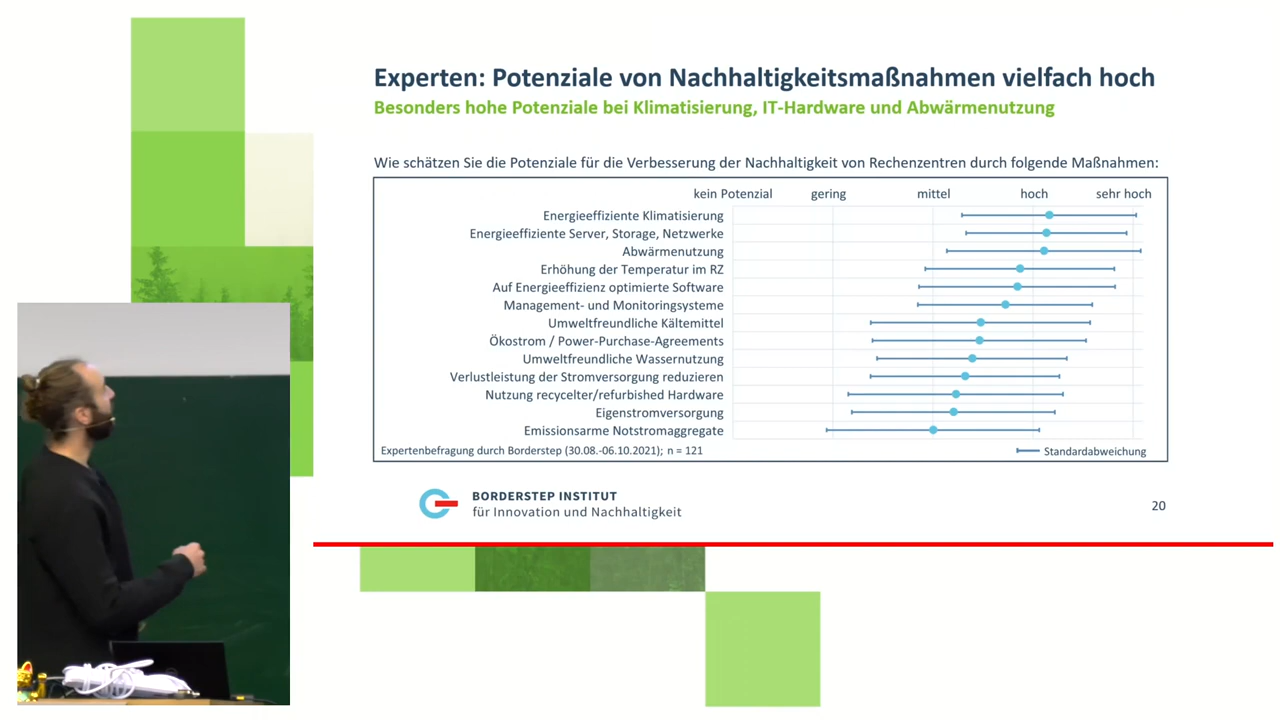 Experten: Potenziale von Nachhaltigkeitsmaßnahmen vielfach hoch
Besonders hohe Potenziale bei Klimatisierung, IT-Hardware und Abwärmenutzung
Wie schätzen Sie die Potenziale für die Verbesserung der Nachhaltigkeit von Rechenzentren durch folgende Maßnahmen:
kein Potenzial gering mittel hoch sehr hoch
Energieeffiziente Klimatisierung
Energieeffiziente Server, Storage, Netzwerke
Abwärmenutzung
Erhöhung der Temperatur im RZ
Auf Energieeffizienz optimierte Software
Management- und Monitoringsysteme
Umweltfreundliche Kältemittel
Ökostrom / Power-Purchase-Agreements
Umweltfreundliche Wassernutzung
Verlustleistung der Stromversorgung reduzieren
Nutzung recycelter/refurbished Hardware
Eigenstromversorgung
Emissionsarme Notstromaggregate
Expertenbefragung durch Borderstep (30.08.-06.10.2021); n = 121
Standardabweichung
BORDERSTEP INSTITUT
für Innovation und Nachhaltigkeit
20